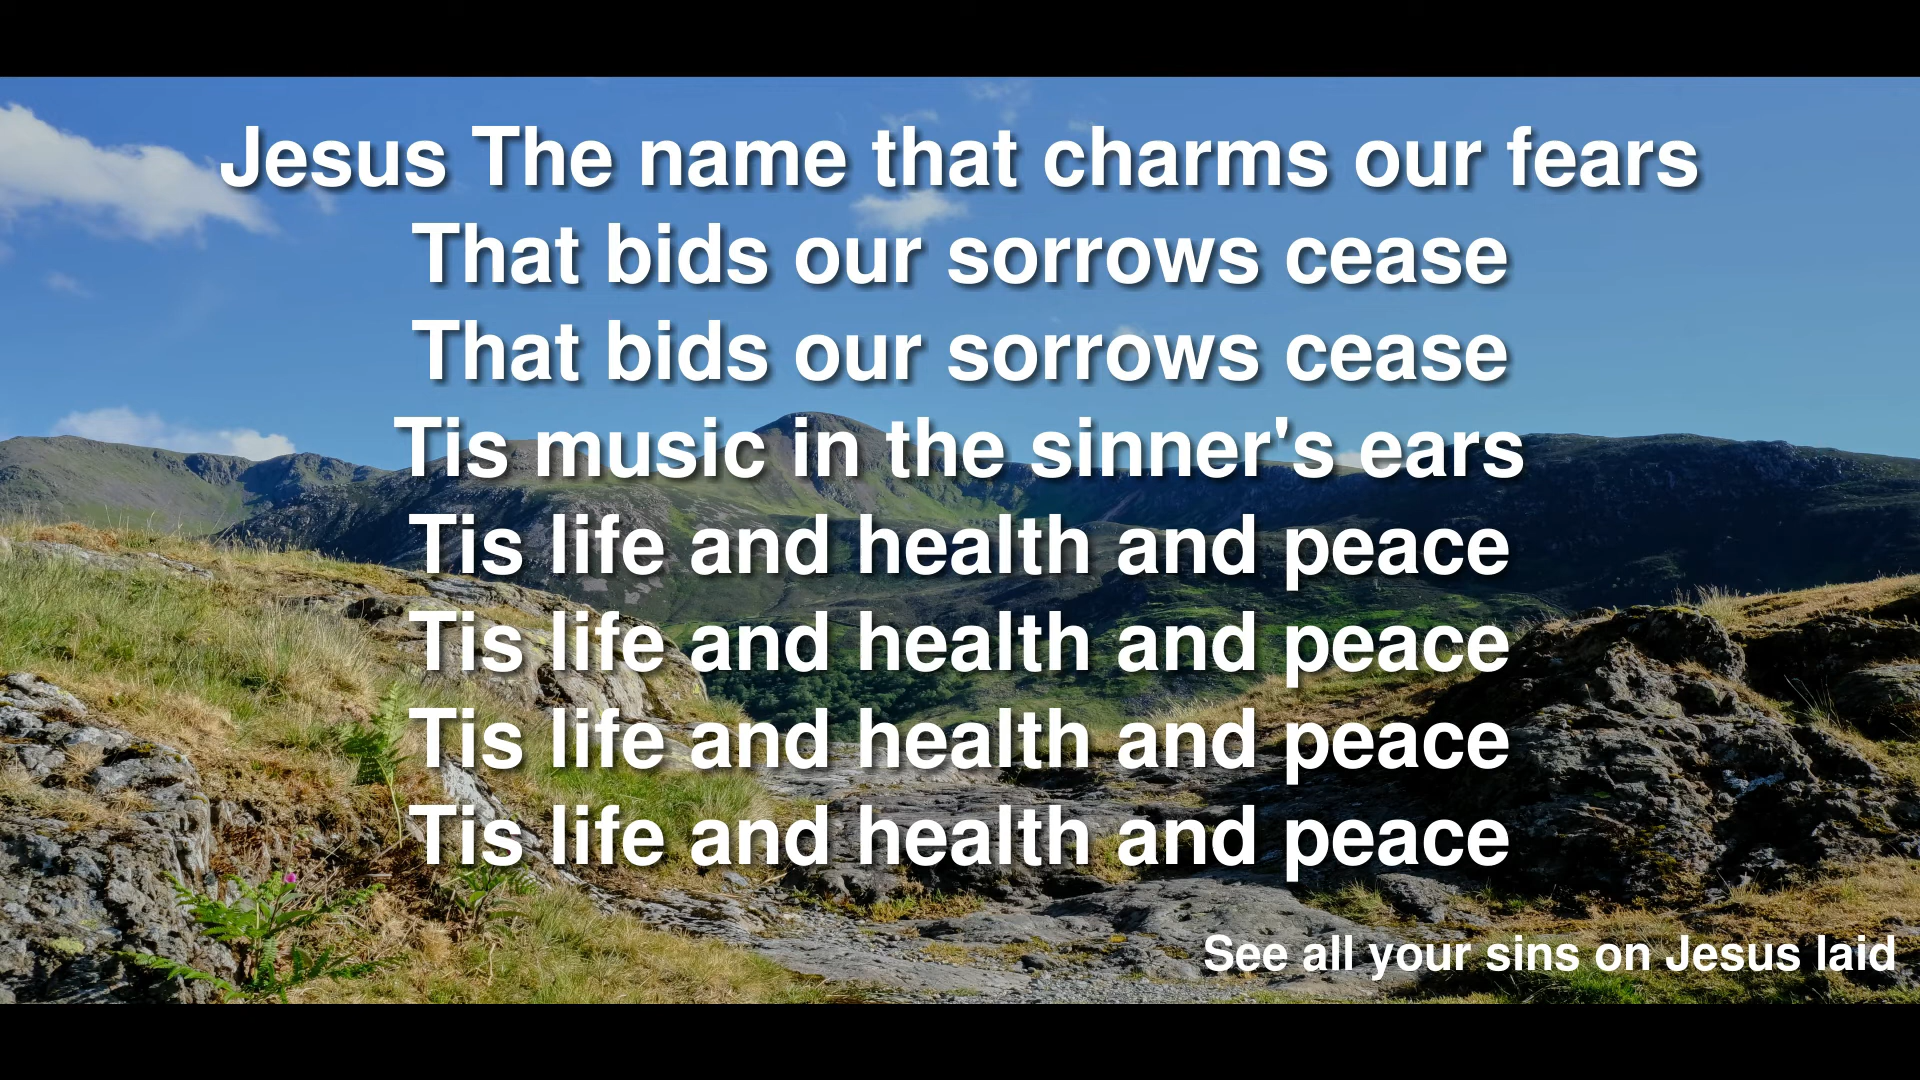 Jesus The name that charms our fears
That bids our sorrows cease
That bids our sorrows cease
Tis music in the sinner's ears
Tis life and health and peace
Tis life and health and peace
Tis life and health and peace
Tis life and health and peace
See all your sins on Jesus laid